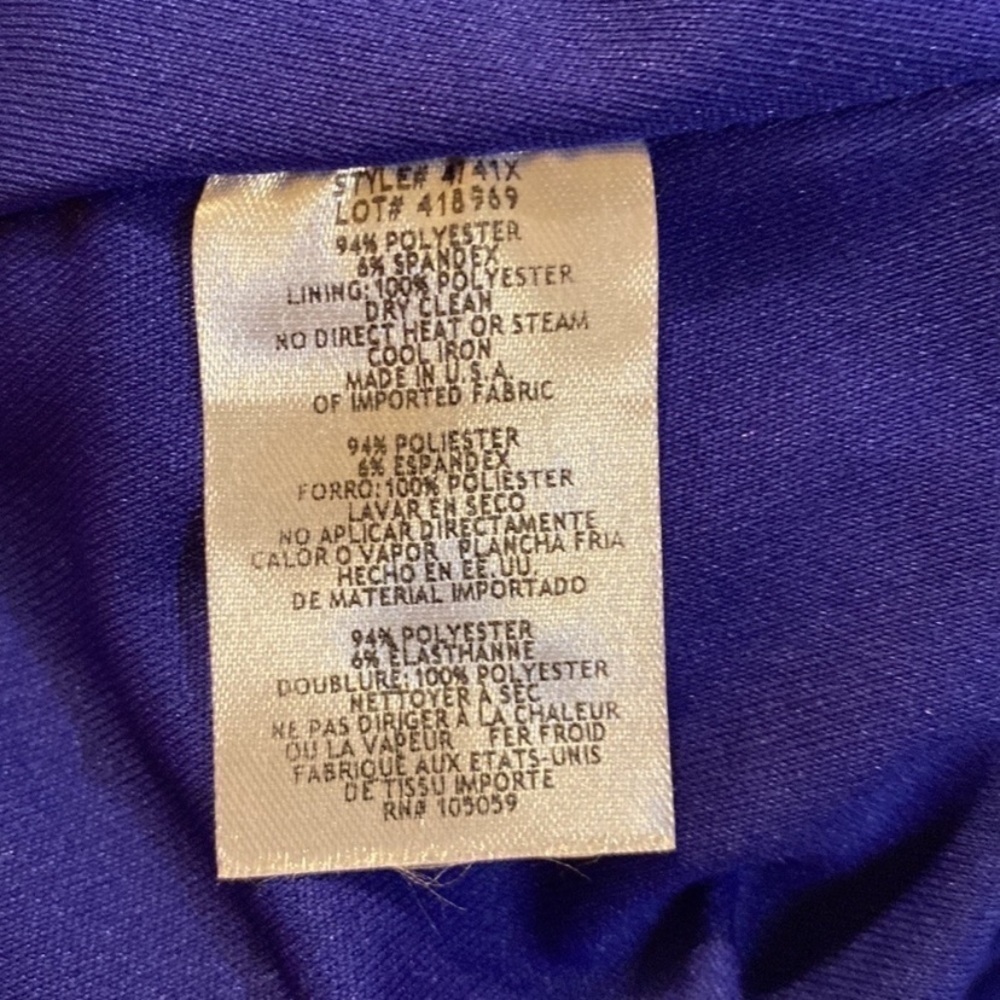 STYLE# 4741X
LOT# 418969
94% POLYESTER
6% SPANDEX
LINING: 100% POLYESTER
DRY CLEAN
NO DIRECT HEAT OR STEAM
COOL IRON
MADE IN U.S.A.
OF IMPORTED FABRIC
94% POLIESTER
6% ESPANDEX
FORRO: 100% POLIESTER
LAVAR EN SECO
NO APLICAR DIRECTAMENTE
CALOR O VAPOR PLANCHA FRIA
HECHO EN EE.UU.
DE MATERIAL IMPORTADO
94% POLYESTER
6% ELASTHANNE
DOUBLURE: 100% POLYESTER
NETTOYER A SEC
NE PAS DIRIGER A LA CHALEUR
OU LA VAPEUR FER FROID
FABRIQUE AUX ETATS-UNIS
DE TISSU IMPORTE
RN# 105059